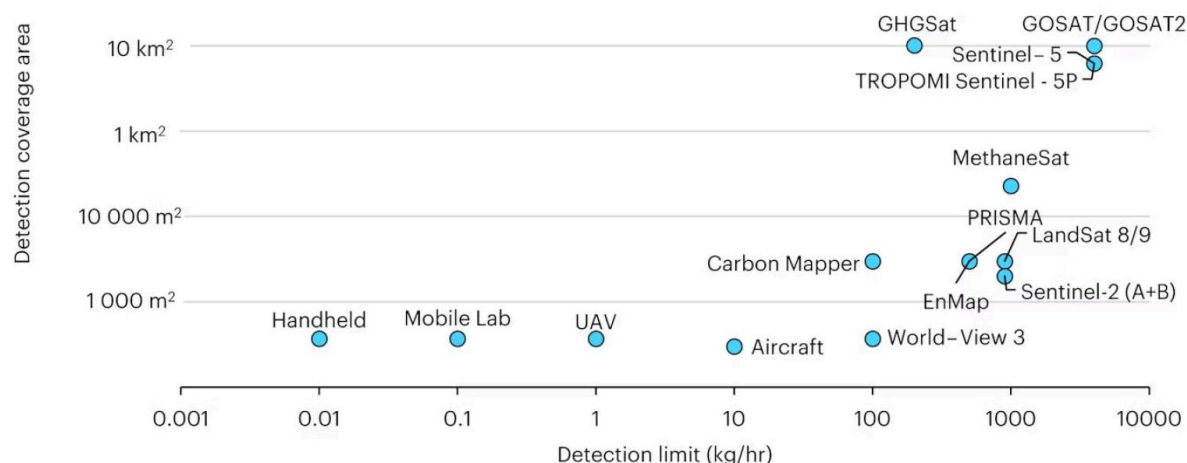 GHGSat
GOSAT/GOSAT2
10 km²
Sentinel– 5
TROPOMI Sentinel - 5P
1 km²
MethaneSat
10 000 m²
PRISMA
LandSat 8/9
Carbon Mapper
EnMap
Sentinel-2 (A+B)
1 000 m²
Handheld
Mobile Lab
UAV
Aircraft
World–View 3
Detection coverage area
0.001
0.01
0.1
1
10
100
1000
10000
Detection limit (kg/hr)